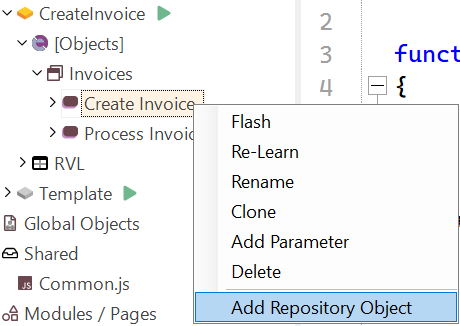 CreateInvoice
[Objects]
Invoices
Create Invoice
Process Invoic
RVL
Template
Global Objects
Shared
JS Common.js
Modules / Pages
Flash
Re-Learn
Rename
Clone
Add Parameter
Delete
Add Repository Object
2
3 funct
4 {